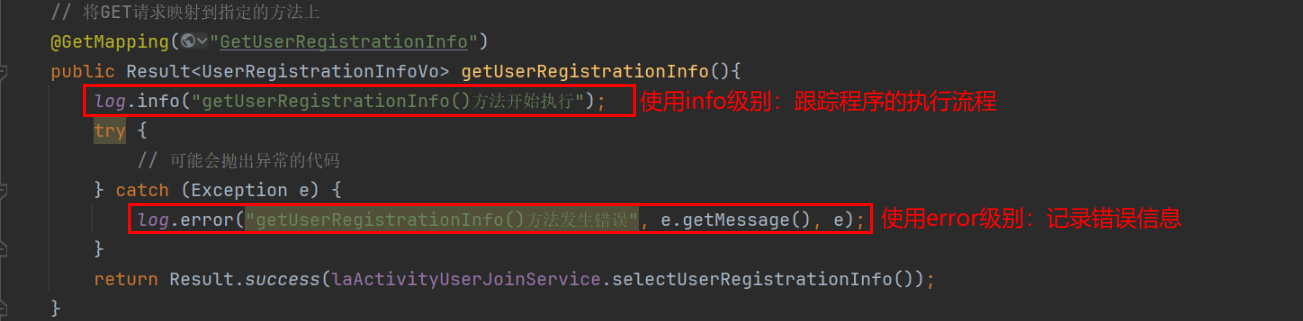 // 将GET请求映射到指定的方法上
@GetMapping("GetUserRegistrationInfo")
public Result<UserRegistrationInfoVo> getUserRegistrationInfo(){
log.info("getUserRegistrationInfo()方法开始执行"); 使用info级别：跟踪程序的执行流程
try {
// 可能会抛出异常的代码
} catch (Exception e) {
log.error("getUserRegistrationInfo()方法发生错误", e.getMessage(), e); 使用error级别：记录错误信息
}
return Result.success(laActivityUserJoinService.selectUserRegistrationInfo());
}